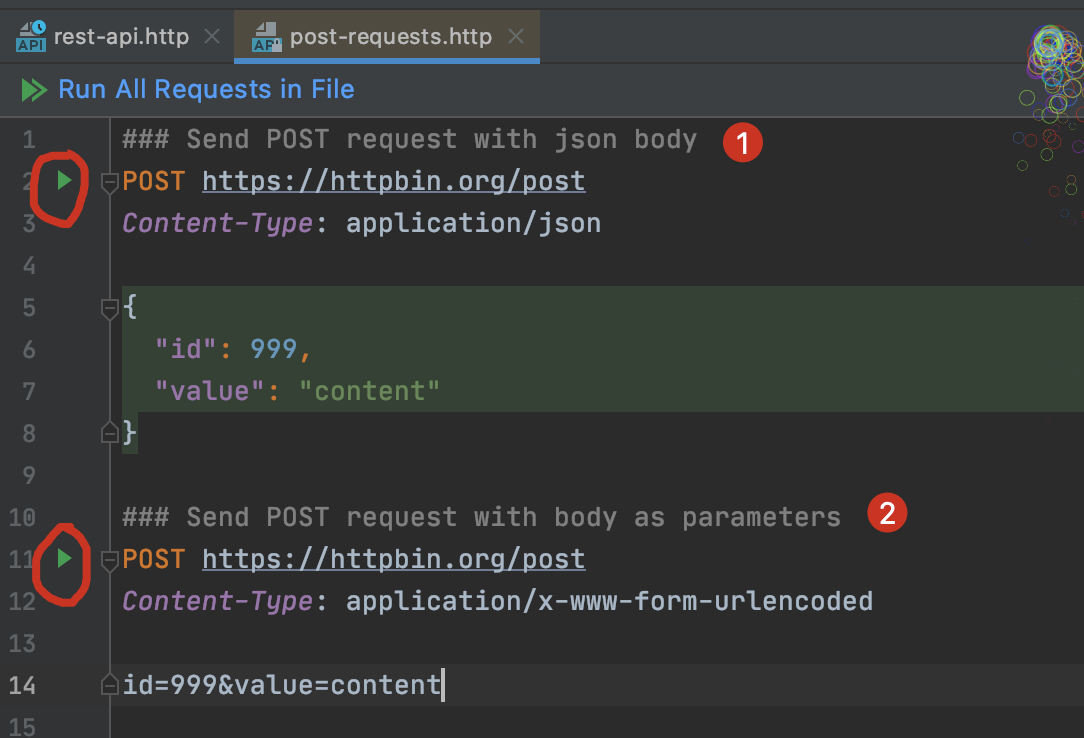 API rest-api.http API post-requests.http
Run All Requests in File
1 ### Send POST request with json body 1
2 POST https://httpbin.org/post
3 Content-Type: application/json
4
5 {
6 "id": 999,
7 "value": "content"
8 }
9
10 ### Send POST request with body as parameters 2
11 POST https://httpbin.org/post
12 Content-Type: application/x-www-form-urlencoded
13
14 id=999&value=content
15